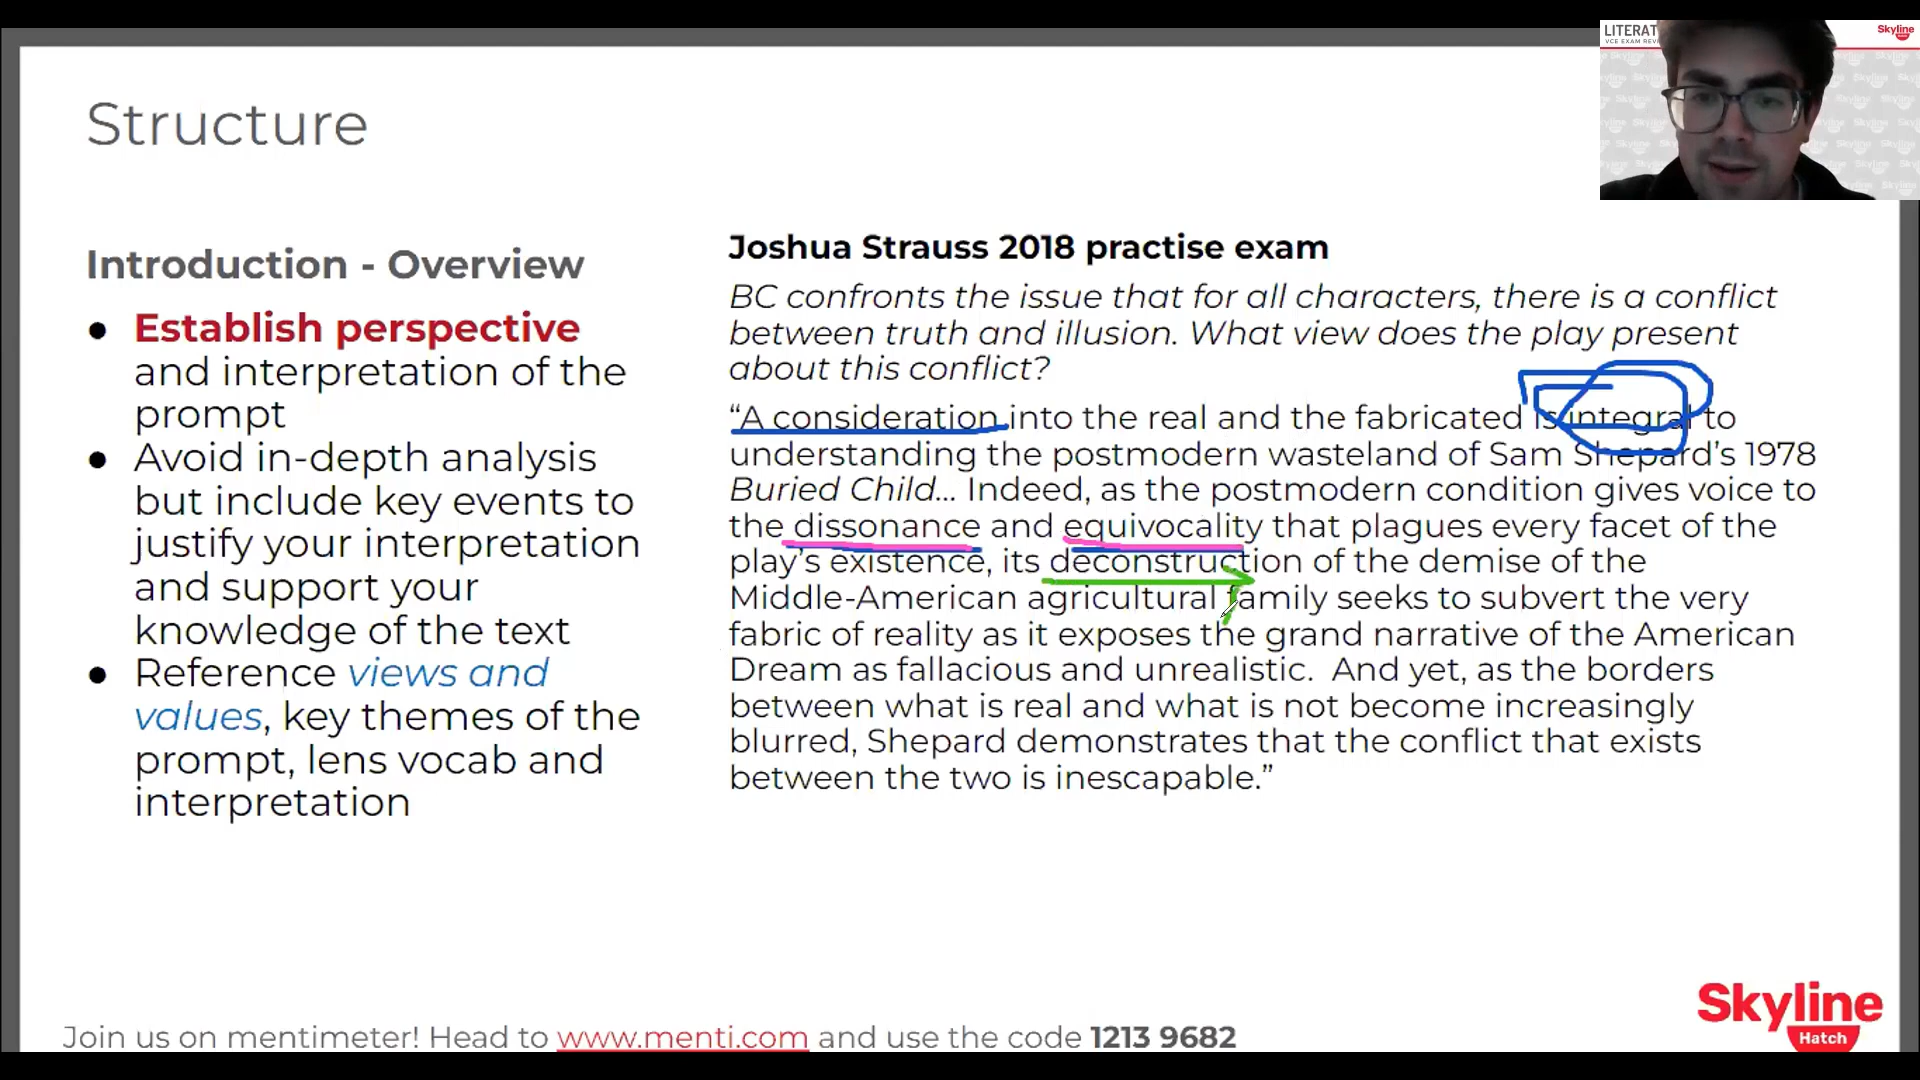 LITERAT
VCE EXAM REV
Skyline
Structure
Introduction - Overview
● Establish perspective
and interpretation of the
prompt
● Avoid in-depth analysis
but include key events to
justify your interpretation
and support your
knowledge of the text
● Reference views and
values, key themes of the
prompt, lens vocab and
interpretation
Joshua Strauss 2018 practise exam
BC confronts the issue that for all characters, there is a conflict
between truth and illusion. What view does the play present
about this conflict?
“A consideration into the real and the fabricated is integral to
understanding the postmodern wasteland of Sam Shepard’s 1978
Buried Child... Indeed, as the postmodern condition gives voice to
the dissonance and equivocality that plagues every facet of the
play’s existence, its deconstruction of the demise of the
Middle-American agricultural family seeks to subvert the very
fabric of reality as it exposes the grand narrative of the American
Dream as fallacious and unrealistic.  And yet, as the borders
between what is real and what is not become increasingly
blurred, Shepard demonstrates that the conflict that exists
between the two is inescapable.”
Join us on mentimeter! Head to www.menti.com and use the code 1213 9682
Skyline
Hatch